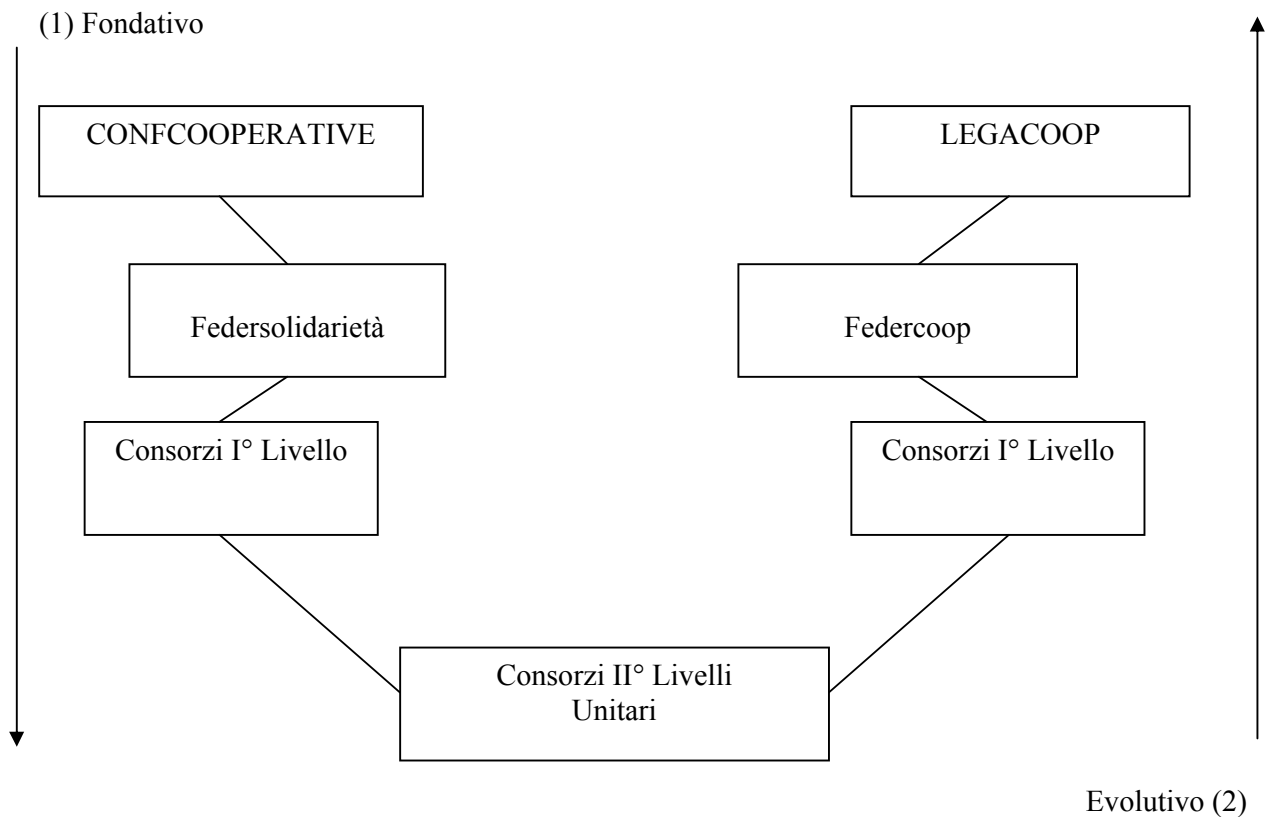 (1) Fondativo
CONFCOOPERATIVE
LEGACOOP
Federsolidarietà
Federcoop
Consorzi I° Livello
Consorzi I° Livello
Consorzi II° Livelli
Unitari
Evolutivo (2)